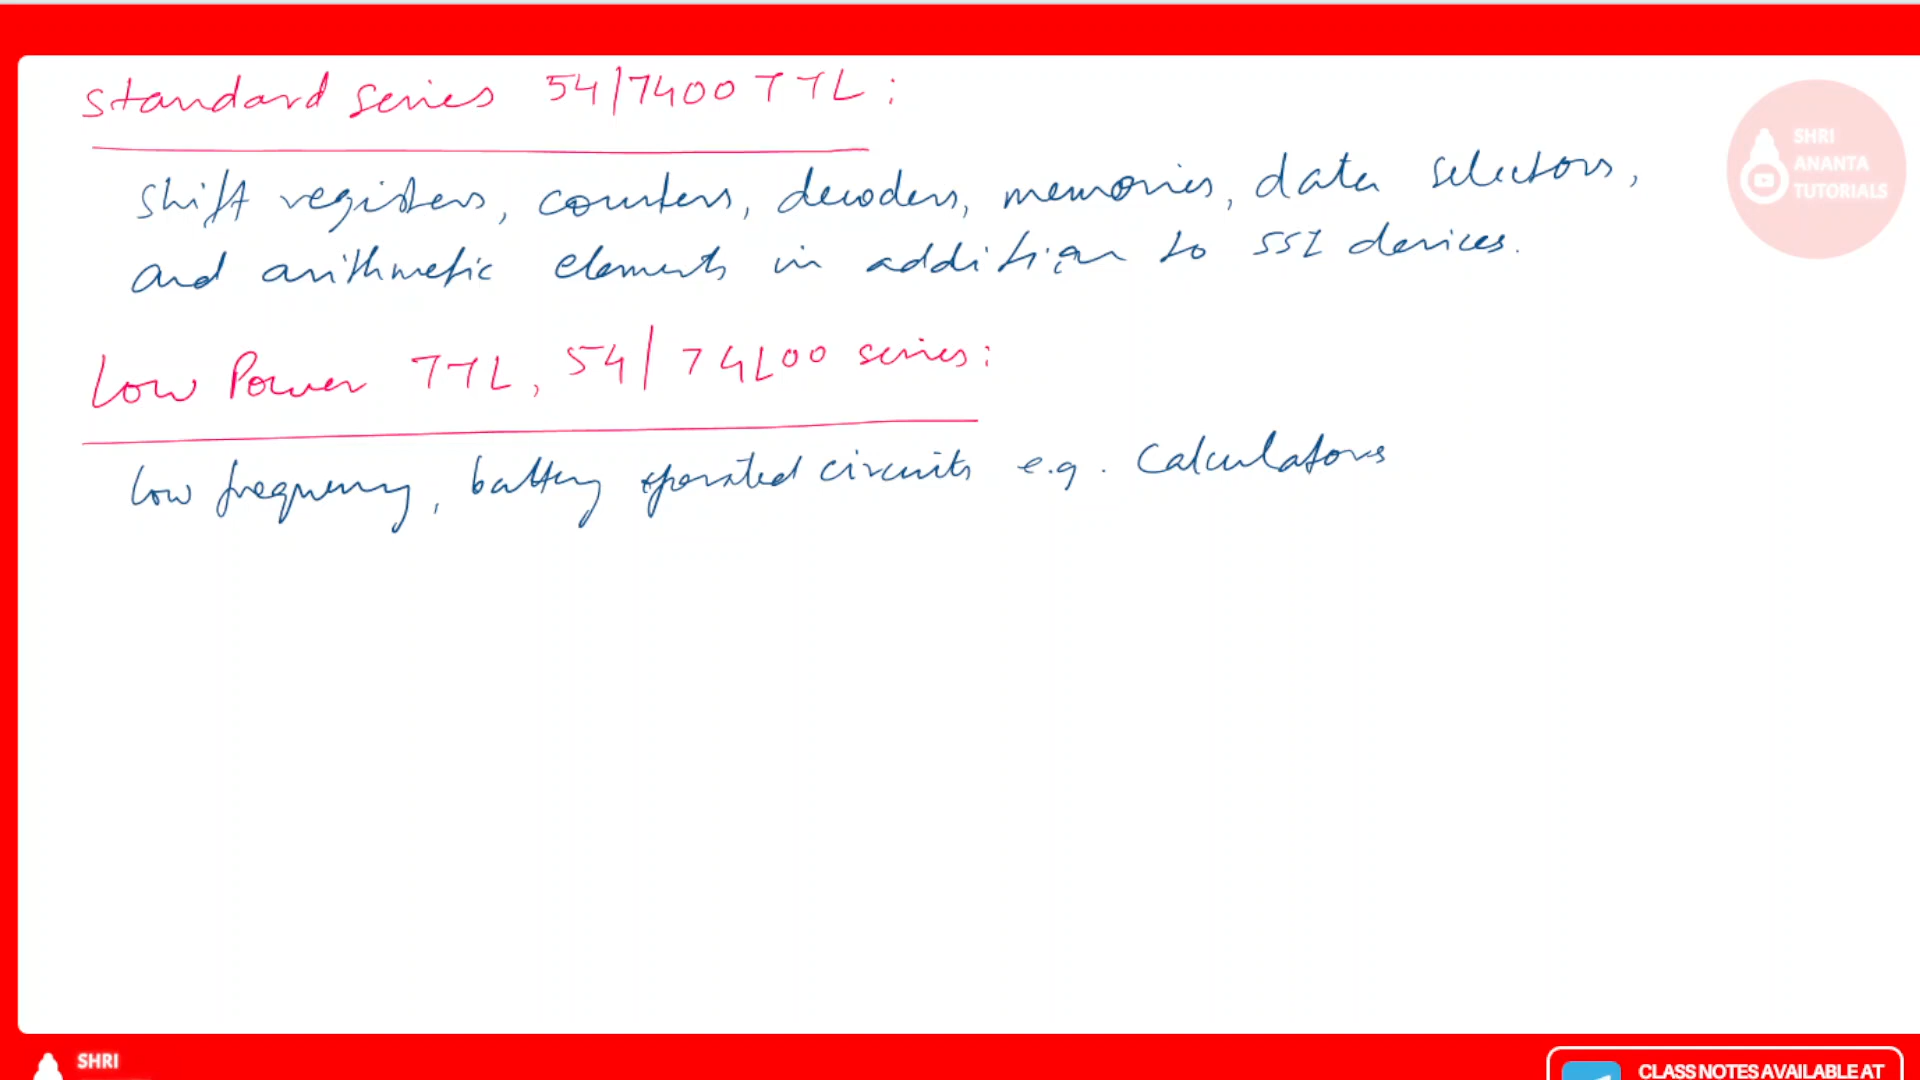 Standard series 54/7400 TTL:
Shift registers, counters, decoders, memories, data selectors,
and arithmetic elements in addition to SSI devices.
Low Power TTL, 54/74L00 series:
low frequency, battery operated circuits e.g. Calculators
SHRI
ANANTA
TUTORIALS
SHRI
CLASS NOTES AVAILABLE AT